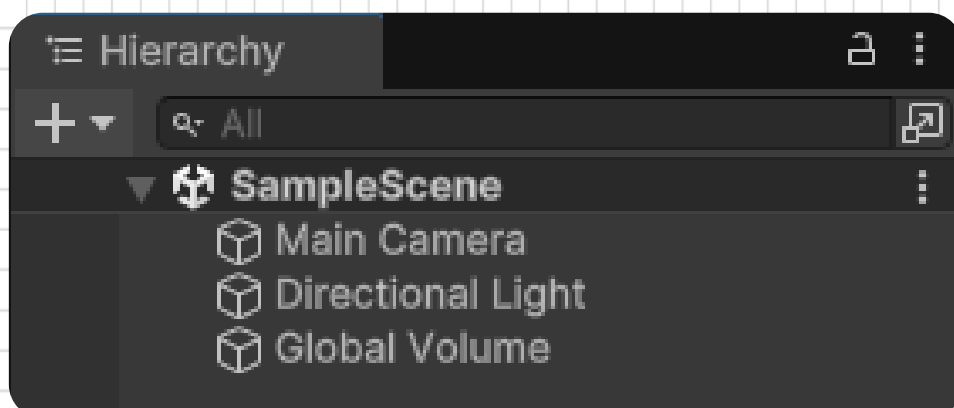 Hierarchy
All
SampleScene
Main Camera
Directional Light
Global Volume